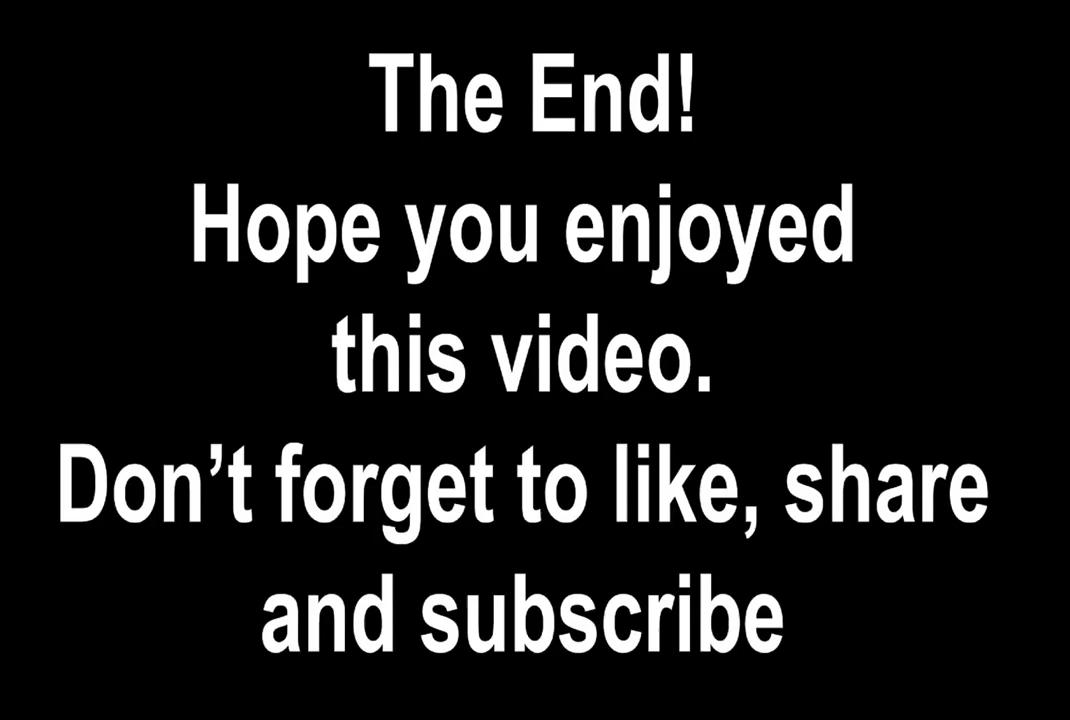 The End!
Hope you enjoyed
this video.
Don’t forget to like, share
and subscribe